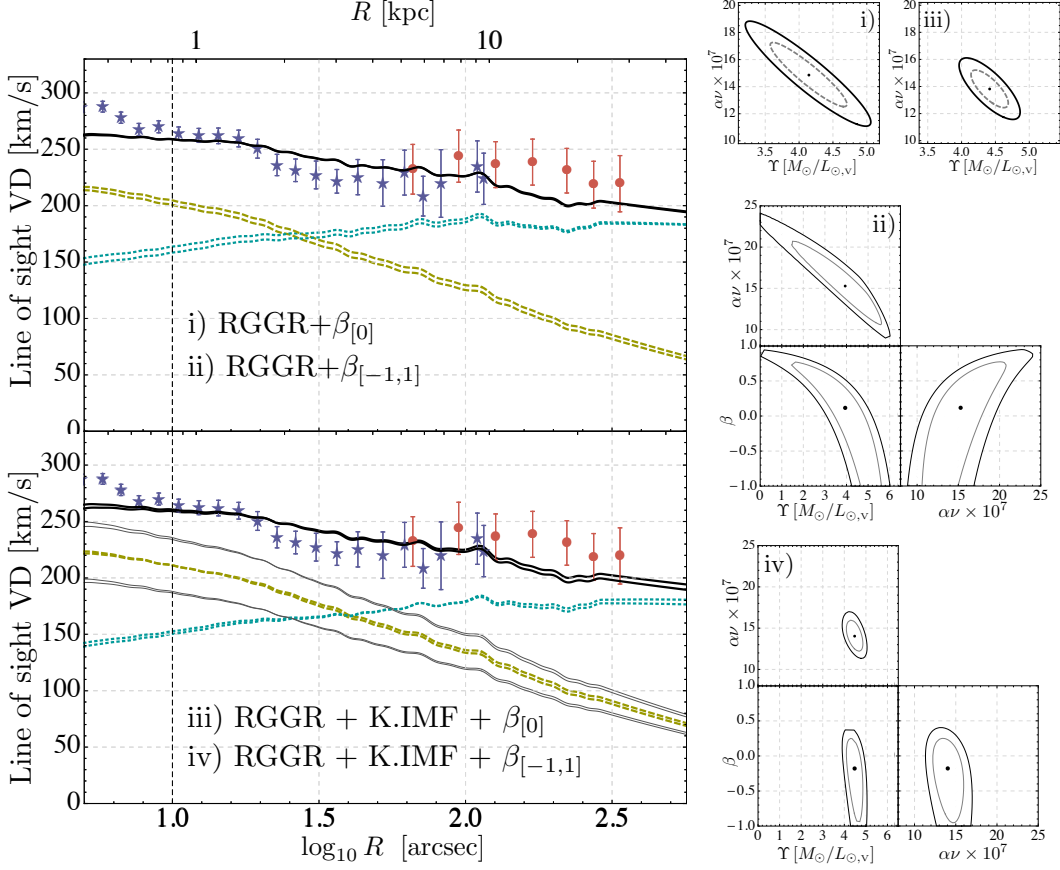 R [kpc]
1 10
Line of sight VD [km/s]
300
250
200
150
100
50
0
i) RGGR+β[0]
ii) RGGR+β[-1,1]
Line of sight VD [km/s]
300
250
200
150
100
50
0
iii) RGGR + K.IMF + β[0]
iv) RGGR + K.IMF + β[-1,1]
1.0 1.5 2.0 2.5
log10 R [arcsec]
i)
αν × 10^7
20
18
16
14
12
10
3.5 4.0 4.5 5.0
Υ [M⊙/L⊙,v]
iii)
αν × 10^7
20
18
16
14
12
10
3.5 4.0 4.5 5.0
Υ [M⊙/L⊙,v]
ii)
αν × 10^7
25
20
15
10
β
1.0
0.5
0.0
−0.5
−1.0
0 1 2 3 4 5 6
Υ [M⊙/L⊙,v]
10 15 20 25
αν × 10^7
iv)
αν × 10^7
25
20
15
10
β
1.0
0.5
0.0
−0.5
−1.0
0 1 2 3 4 5 6
Υ [M⊙/L⊙,v]
10 15 20 25
αν × 10^7